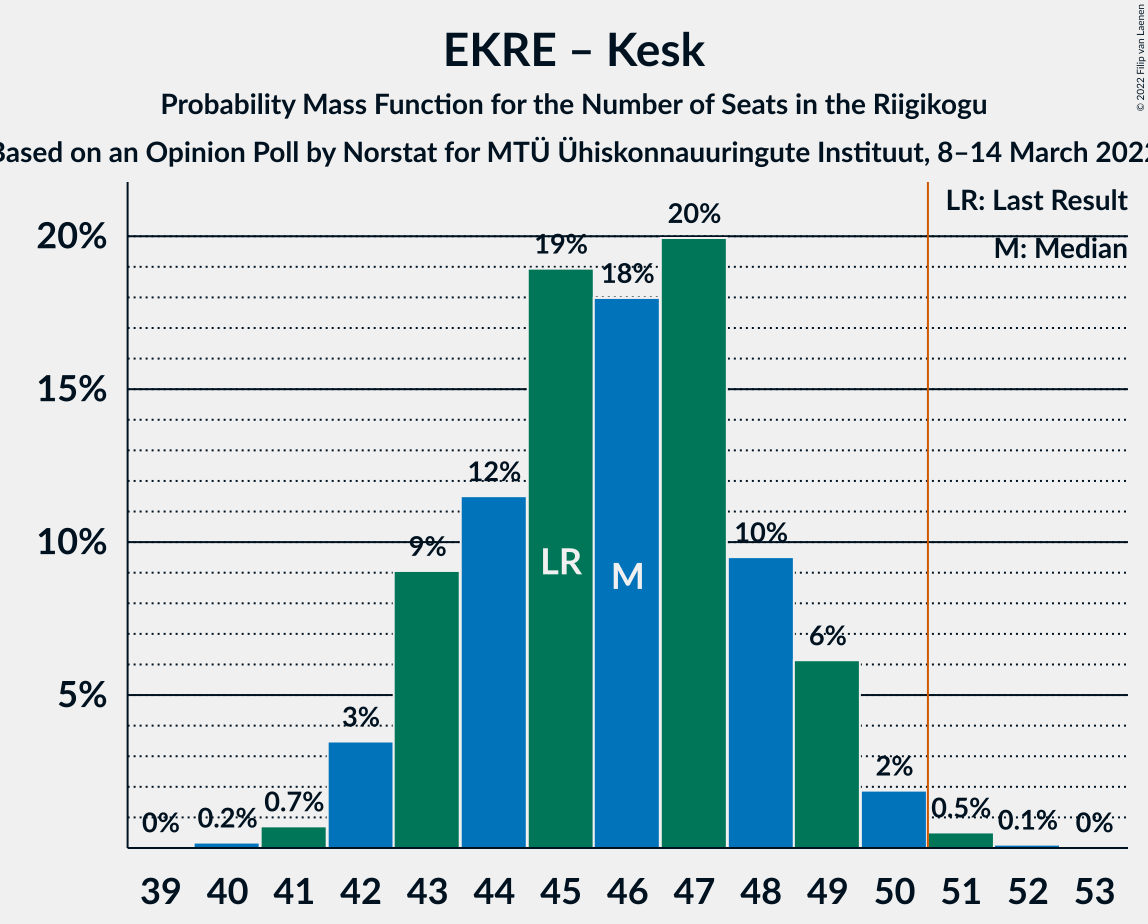 EKRE – Kesk
Probability Mass Function for the Number of Seats in the Riigikogu
Based on an Opinion Poll by Norstat for MTÜ Ühiskonnauuringute Instituut, 8–14 March 2022
© 2022 Filip van Laenen
LR: Last Result
M: Median
20%
15%
10%
5%
0%
0.2%
0.7%
3%
9%
12%
19%
18%
20%
10%
6%
2%
0.5%
0.1%
0%
LR
M
39 40 41 42 43 44 45 46 47 48 49 50 51 52 53